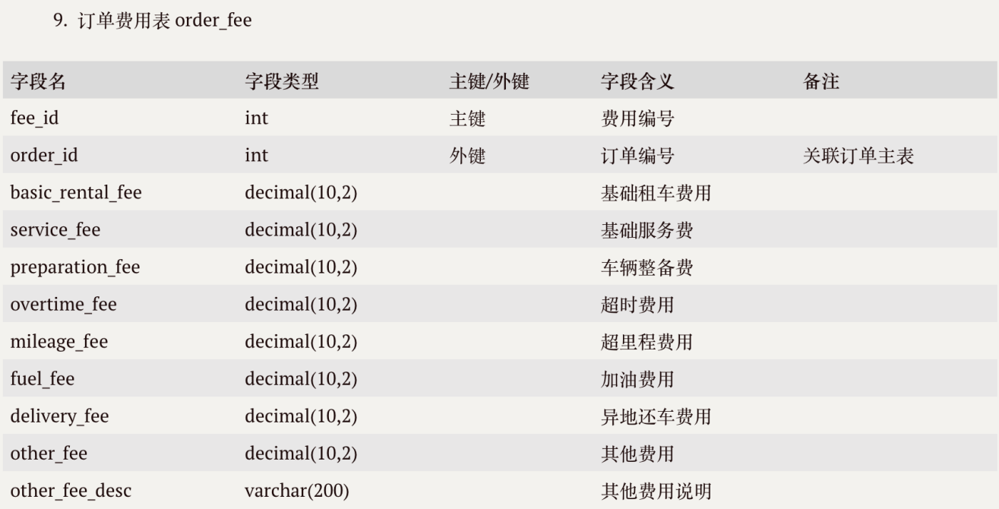 9. 订单费用表 order_fee
字段名 字段类型 主键/外键 字段含义 备注
fee_id int 主键 费用编号
order_id int 外键 订单编号 关联订单主表
basic_rental_fee decimal(10,2) 基础租车费用
service_fee decimal(10,2) 基础服务费
preparation_fee decimal(10,2) 车辆整备费
overtime_fee decimal(10,2) 超时费用
mileage_fee decimal(10,2) 超里程费用
fuel_fee decimal(10,2) 加油费用
delivery_fee decimal(10,2) 异地还车费用
other_fee decimal(10,2) 其他费用
other_fee_desc varchar(200) 其他费用说明